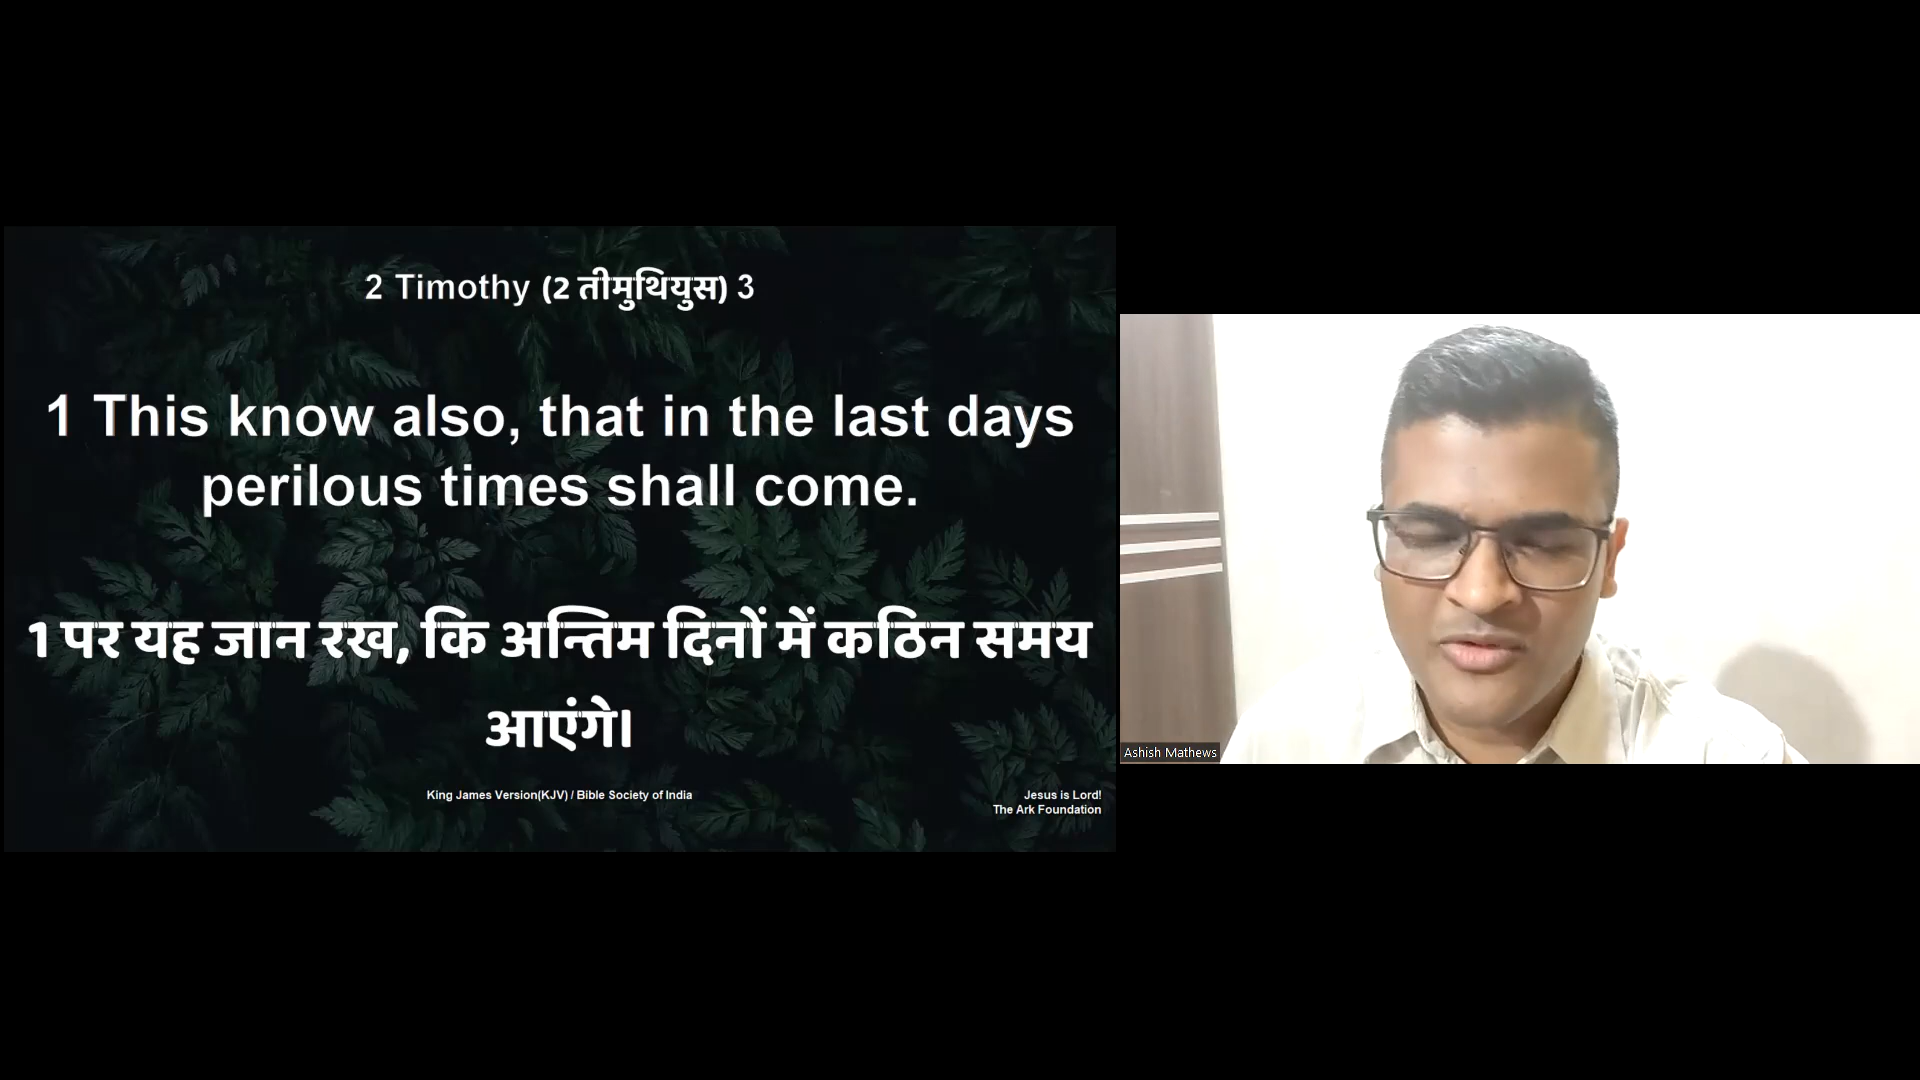 2 Timothy (2 तीमुथियुस) 3
1 This know also, that in the last days
perilous times shall come.
1 पर यह जान रख, कि अन्तिम दिनों में कठिन समय
आएंगे।
King James Version(KJV) / Bible Society of India
Jesus is Lord!
The Ark Foundation
Ashish Mathews